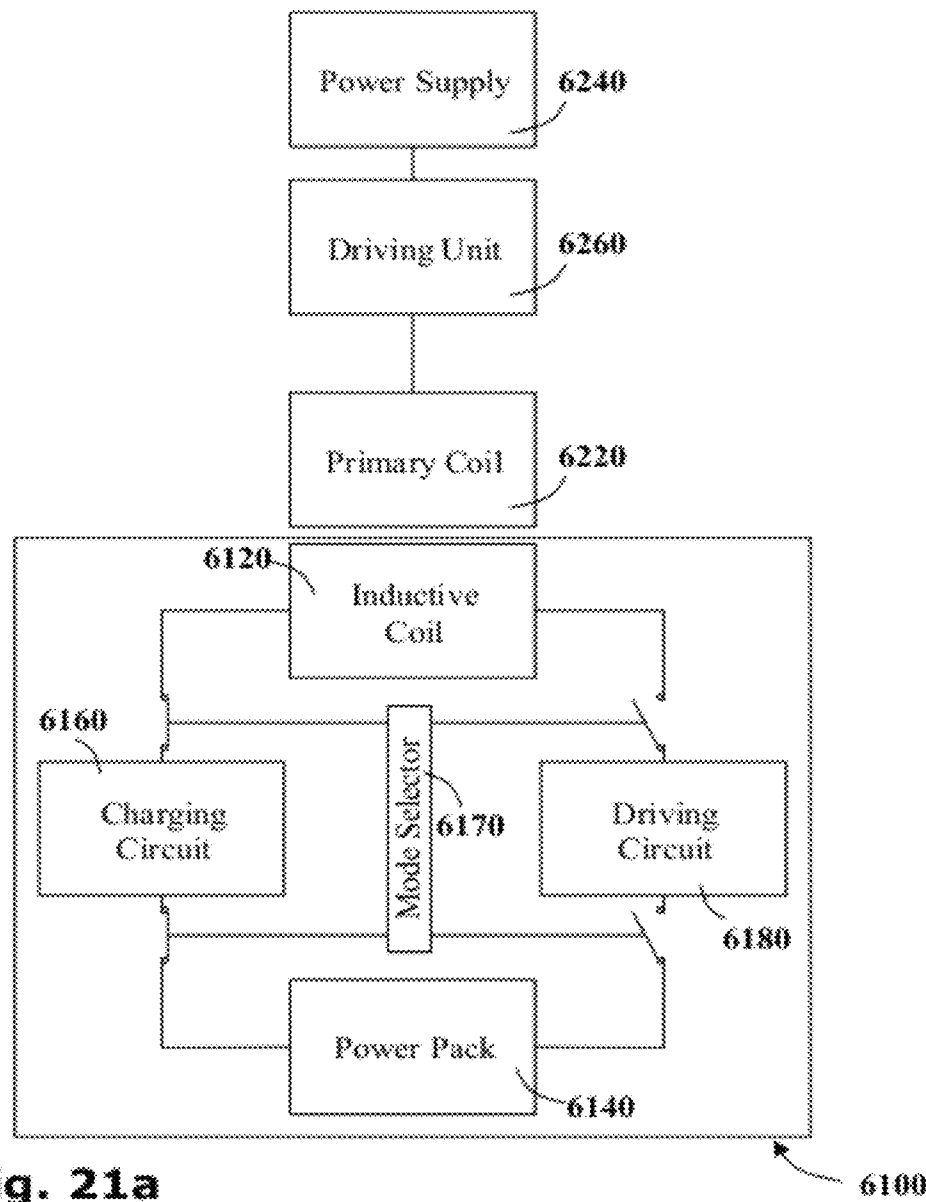 Power Supply
6240
Driving Unit
6260
Primary Coil
6220
6120
Inductive
Coil
6160
Charging
Circuit
Mode Selector
6170
Driving
Circuit
6180
Power Pack
6140
ig. 21a
6100